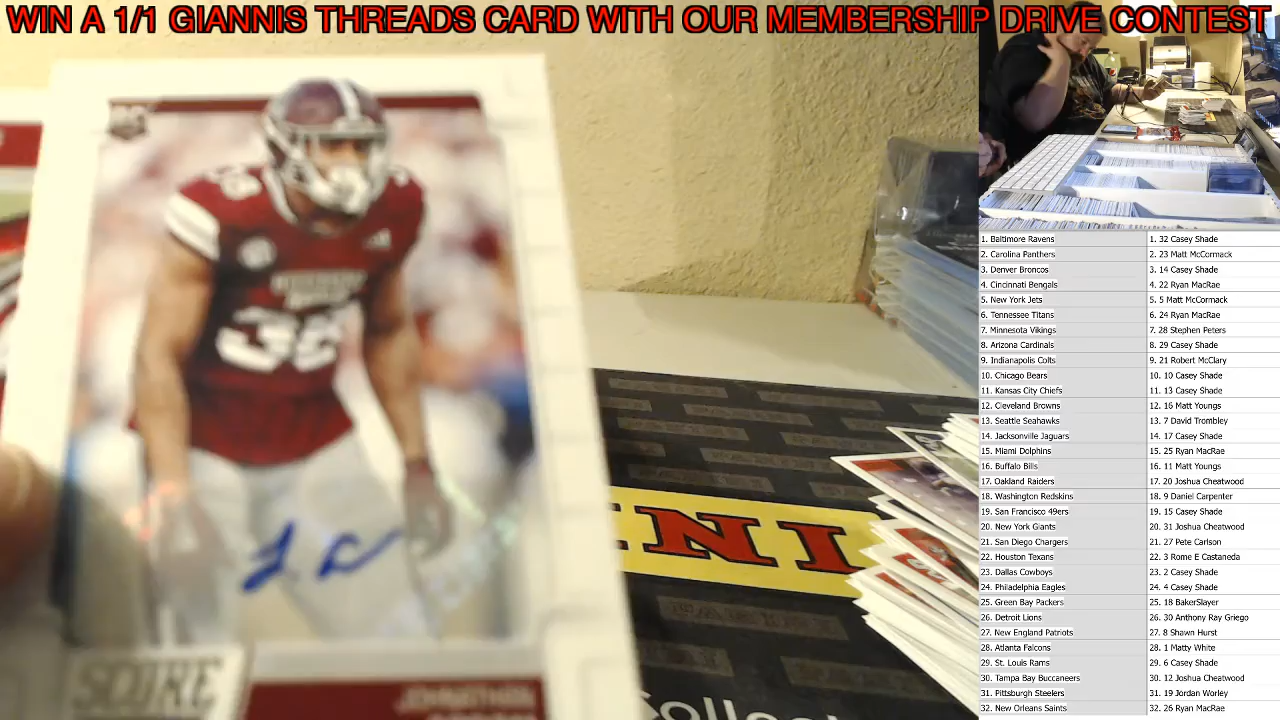 WIN A 1/1 GIANNIS THREADS CARD WITH OUR MEMBERSHIP DRIVE CONTEST
38
SCORE
JOHNATHAN
1. Baltimore Ravens 1. 32 Casey Shade
2. Carolina Panthers 1. 23 Matt McCormack
3. Denver Broncos 3. 14 Casey Shade
4. Cincinnati Bengals 4. 22 Ryan MacRae
5. New York Jets 5. 5 Matt McCormack
6. Tennessee Titans 6. 24 Ryan MacRae
7. Minnesota Vikings 7. 28 Stephen Peters
8. Arizona Cardinals 8. 29 Casey Shade
9. Indianapolis Colts 9. 21 Robert McClary
10. Chicago Bears 10. 10 Casey Shade
11. Kansas City Chiefs 11. 13 Casey Shade
12. Cleveland Browns 12. 16 Matt Youngs
13. Seattle Seahawks 13. 7 David Trombley
14. Jacksonville Jaguars 14. 17 Casey Shade
15. Miami Dolphins 15. 25 Ryan MacRae
16. Buffalo Bills 16. 11 Matt Youngs
17. Oakland Raiders 17. 20 Joshua Cheatwood
18. Washington Redskins 18. 9 Daniel Carpenter
19. San Francisco 49ers 19. 15 Casey Shade
20. New York Giants 20. 31 Joshua Cheatwood
21. San Diego Chargers 21. 27 Pete Carlson
22. Houston Texans 22. 3 Rome E Castaneda
23. Dallas Cowboys 23. 2 Casey Shade
24. Philadelphia Eagles 24. 4 Casey Shade
25. Green Bay Packers 25. 18 BakerSlayer
26. Detroit Lions 26. 30 Anthony Ray Griego
27. New England Patriots 27. 8 Shawn Hurst
28. Atlanta Falcons 28. 1 Matty White
29. St. Louis Rams 29. 6 Casey Shade
30. Tampa Bay Buccaneers 30. 12 Joshua Cheatwood
31. Pittsburgh Steelers 31. 19 Jordan Worley
32. New Orleans Saints 32. 26 Ryan MacRae